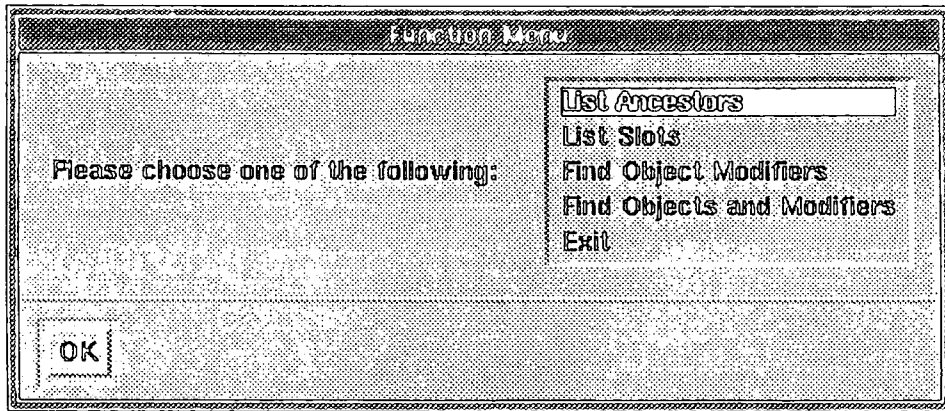 Function Menu
Please choose one of the following:
List Ancestors
List Slots
Find Object Modifiers
Find Objects and Modifiers
Exit
OK